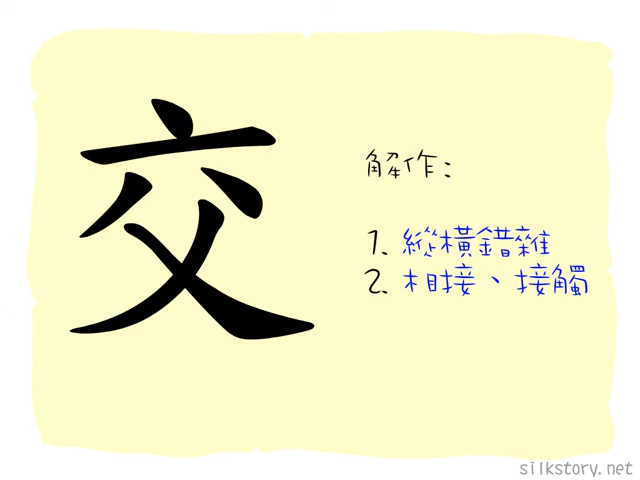 交
解作：
1. 縱橫錯雜
2. 相接、接觸
silkstory.net